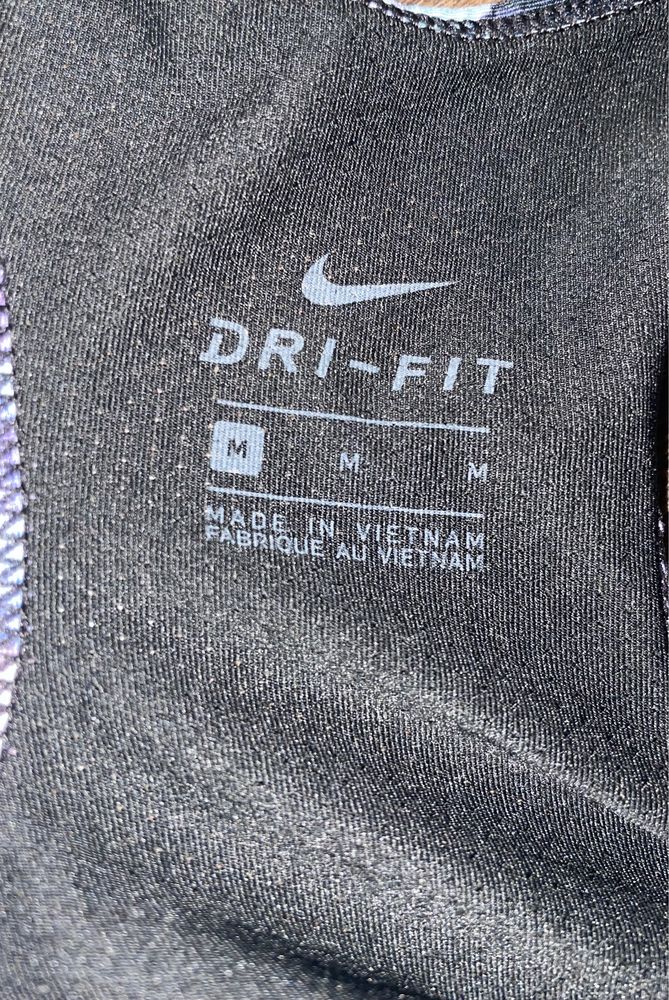 DRI-FIT
M M M
MADE IN VIETNAM
FABRIQUE AU VIETNAM